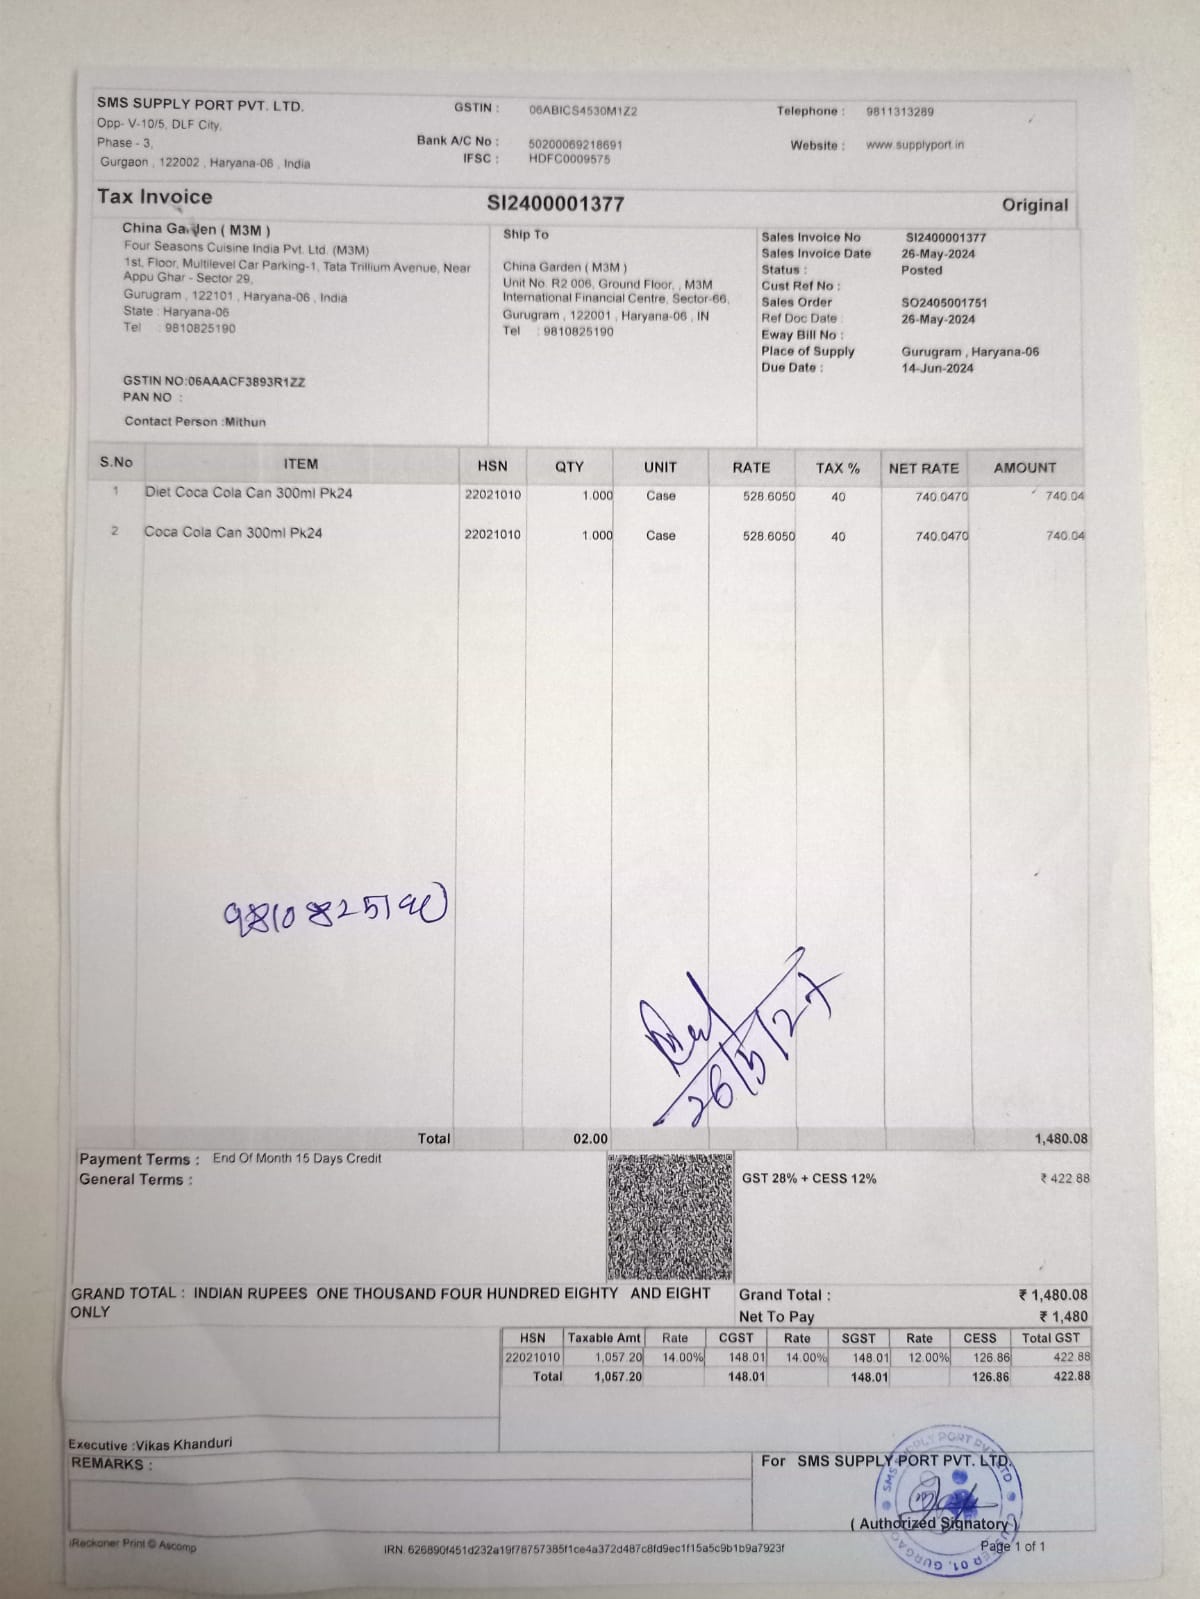 SMS SUPPLY PORT PVT. LTD.
Opp- V-10/5, DLF City,
Phase - 3,
Gurgaon , 122002 , Haryana-06 , India
GSTIN : 06ABICS4530M1Z2
Bank A/C No : 50200069218691
IFSC : HDFC0009575
Telephone : 9811313289
Website : www.supplyport.in
Tax Invoice SI2400001377 Original
China Garden ( M3M )
Four Seasons Cuisine India Pvt. Ltd. (M3M)
1st, Floor, Multilevel Car Parking-1, Tata Trillium Avenue, Near
Appu Ghar - Sector 29,
Gurugram , 122101 , Haryana-06 , India
State : Haryana-06
Tel : 9810825190
GSTIN NO:06AAACF3893R1ZZ
PAN NO :
Contact Person :Mithun
Ship To
China Garden ( M3M )
Unit No. R2 006, Ground Floor, , M3M
International Financial Centre, Sector-66,
Gurugram , 122001 , Haryana-06 , IN
Tel : 9810825190
Sales Invoice No SI2400001377
Sales Invoice Date 26-May-2024
Status : Posted
Cust Ref No :
Sales Order SO2405001751
Ref Doc Date : 26-May-2024
Eway Bill No :
Place of Supply Gurugram , Haryana-06
Due Date : 14-Jun-2024
S.No ITEM HSN QTY UNIT RATE TAX % NET RATE AMOUNT
1 Diet Coca Cola Can 300ml Pk24 22021010 1.000 Case 528.6050 40 740.0470 740.04
2 Coca Cola Can 300ml Pk24 22021010 1.000 Case 528.6050 40 740.0470 740.04
9810825190
26/5/27
Total 02.00 1,480.08
Payment Terms : End Of Month 15 Days Credit
General Terms :
GST 28% + CESS 12% ₹ 422.88
GRAND TOTAL : INDIAN RUPEES ONE THOUSAND FOUR HUNDRED EIGHTY AND EIGHT
ONLY
Grand Total : ₹ 1,480.08
Net To Pay ₹ 1,480
HSN Taxable Amt Rate CGST Rate SGST Rate CESS Total GST
22021010 1,057.20 14.00% 148.01 14.00% 148.01 12.00% 126.86 422.88
Total 1,057.20 148.01 148.01 126.86 422.88
Executive :Vikas Khanduri
REMARKS :
For SMS SUPPLY PORT PVT. LTD.
( Authorized Signatory )
iReckoner Print © Ascomp
IRN: 626890f451d232a19f78757385f1ce4a372d487c8fd9ec1f15a5c9b1b9a7923f
Page 1 of 1